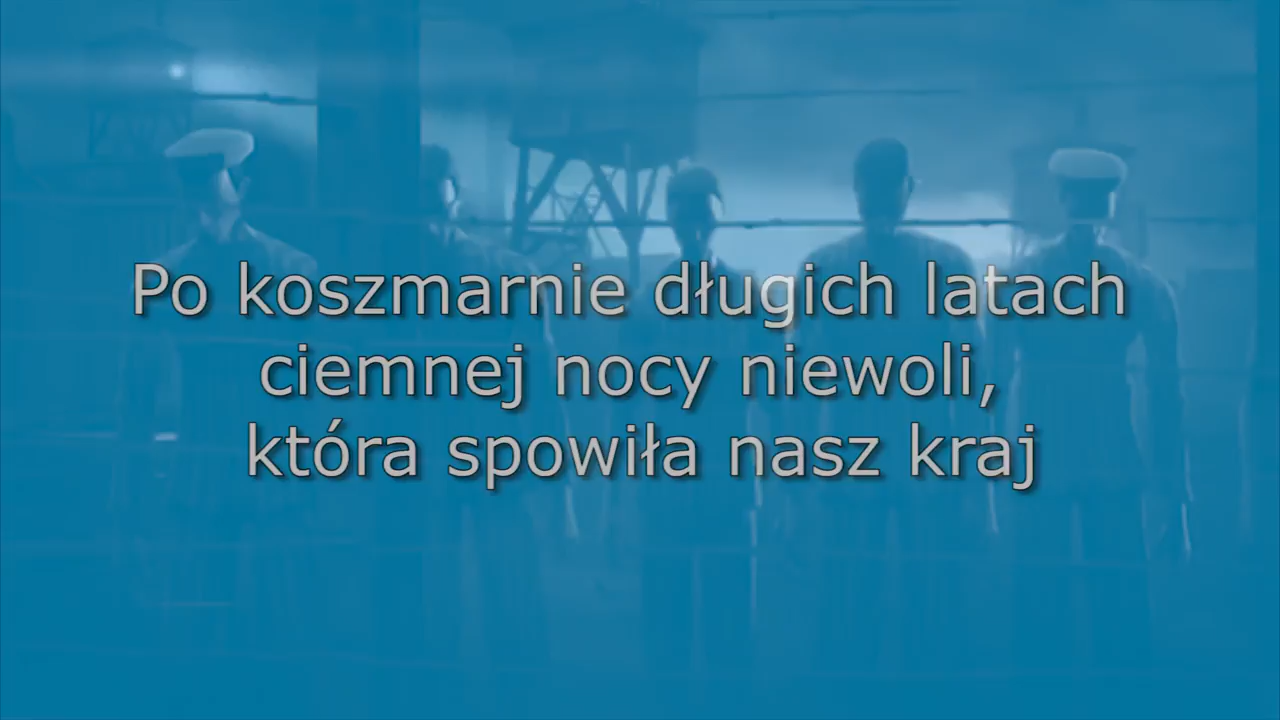 Po koszmarnie długich latach
ciemnej nocy niewoli,
która spowiła nasz kraj